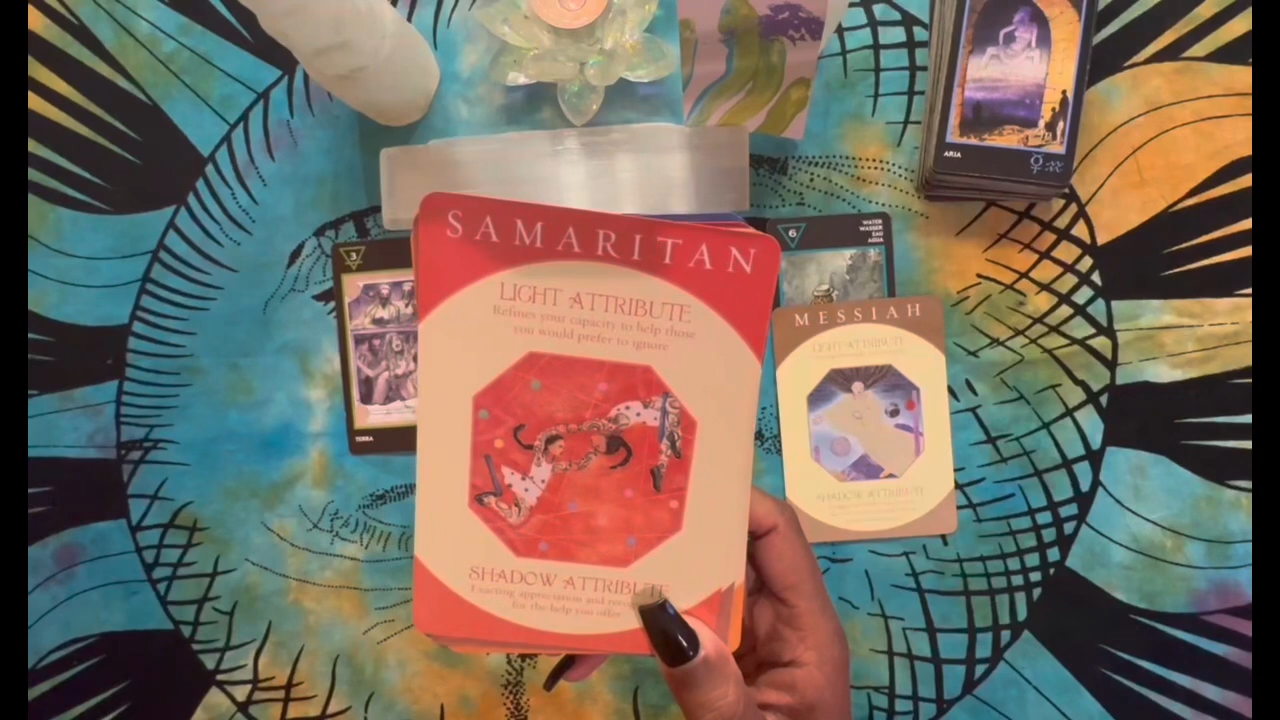 ARIA
SAMARITAN
LIGHT ATTRIBUTE
Refines your capacity to help those
you would prefer to ignore
SHADOW ATTRIBUTE
Exacting appreciation and
for the help you offer
3
TERRA
6
WATER
WASSER
EAU
AQUA
MESSIAH
LIGHT ATTRIBUTE
SHADOW ATTRIBUTE